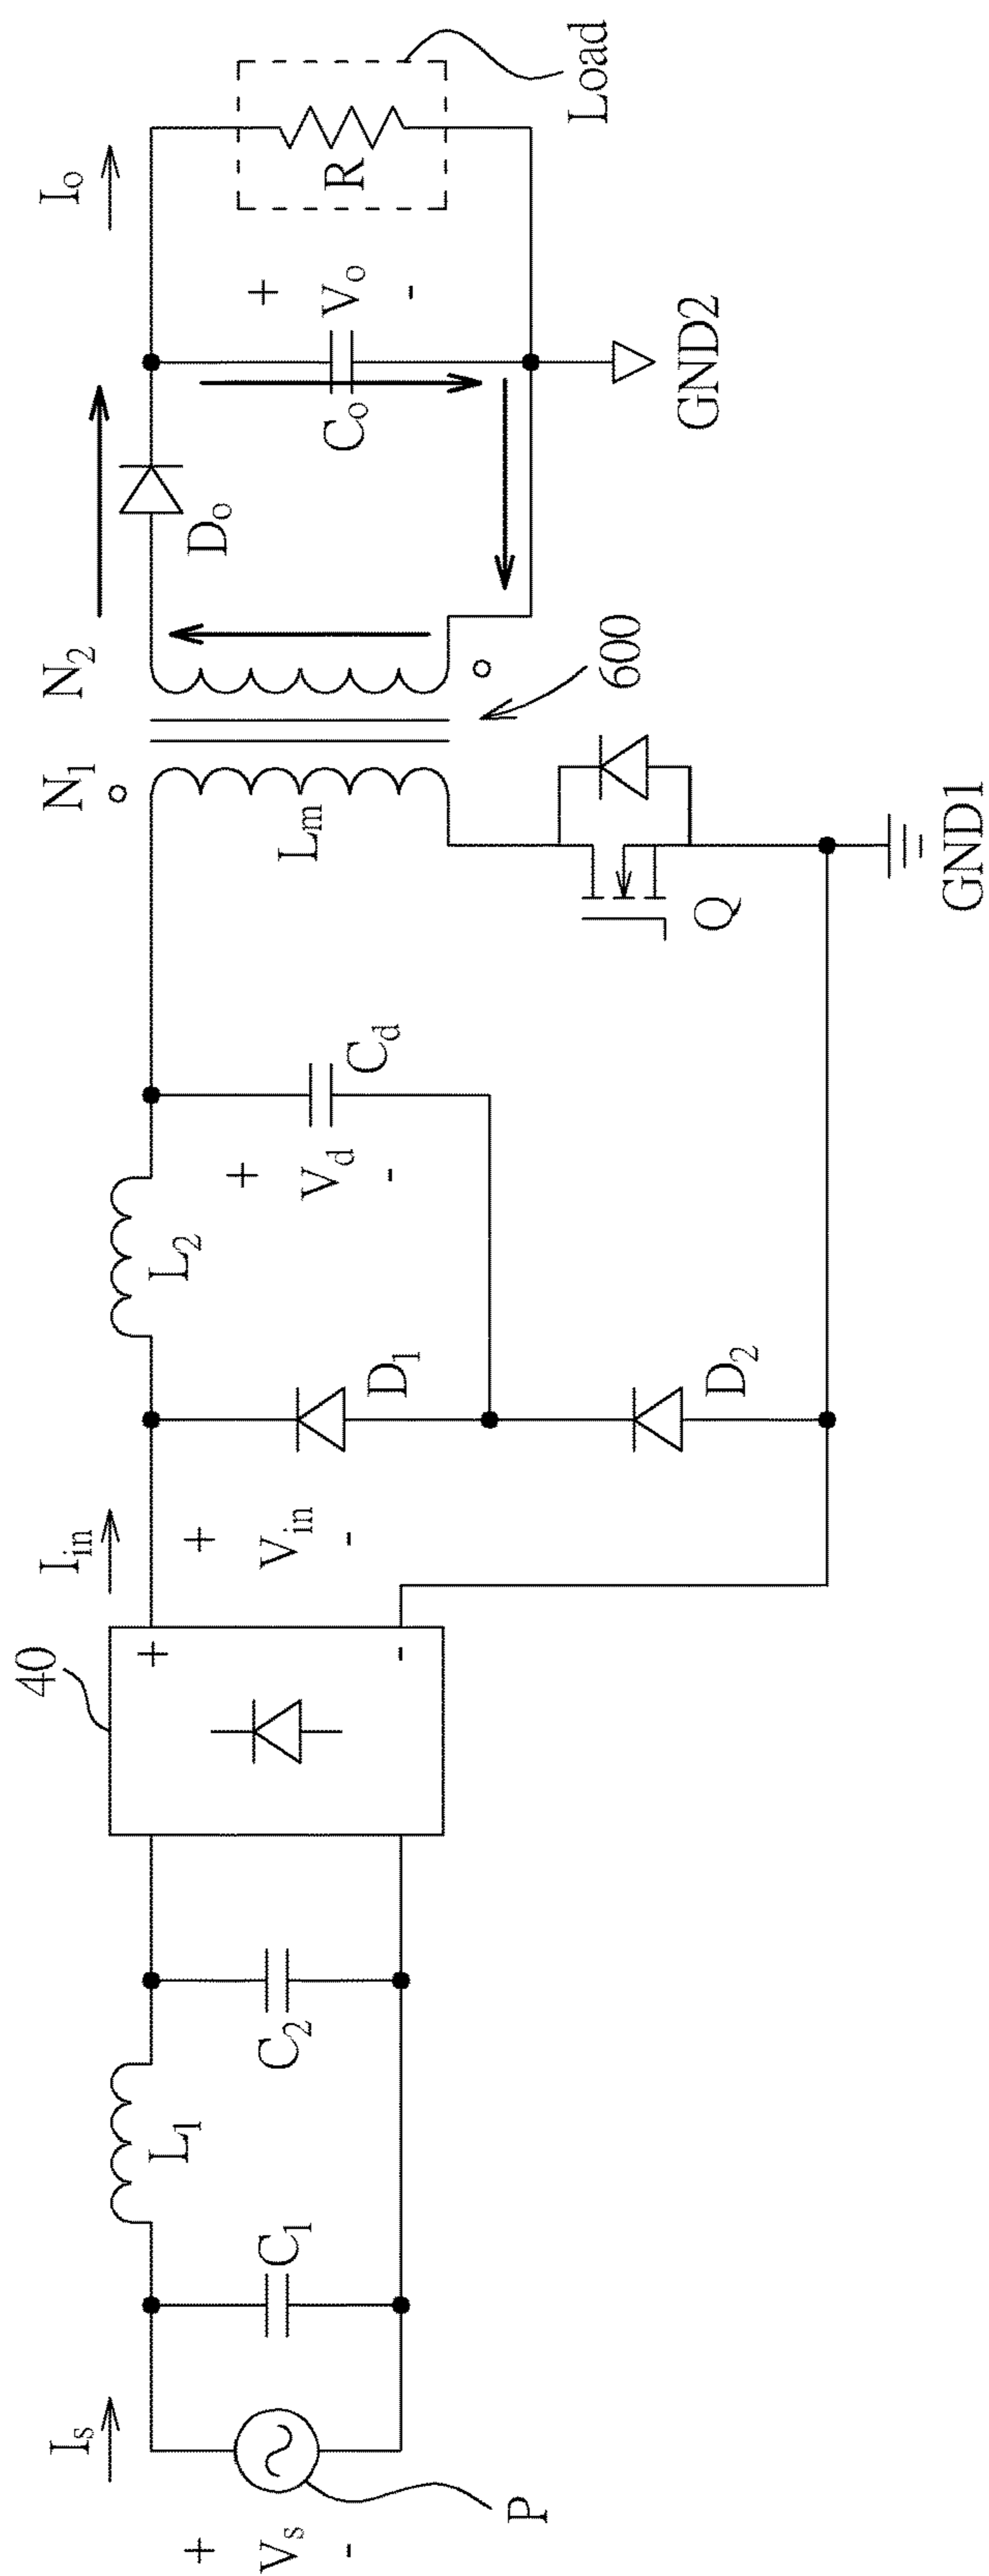 +
Vs
-
Is
P
C1
L1
C2
40
+
-
Iin
+
Vin
-
D1
D2
L2
+
Vd
-
Cd
N1
N2
Lm
Q
GND1
600
Do
Co
+
Vo
-
GND2
Io
R
Load